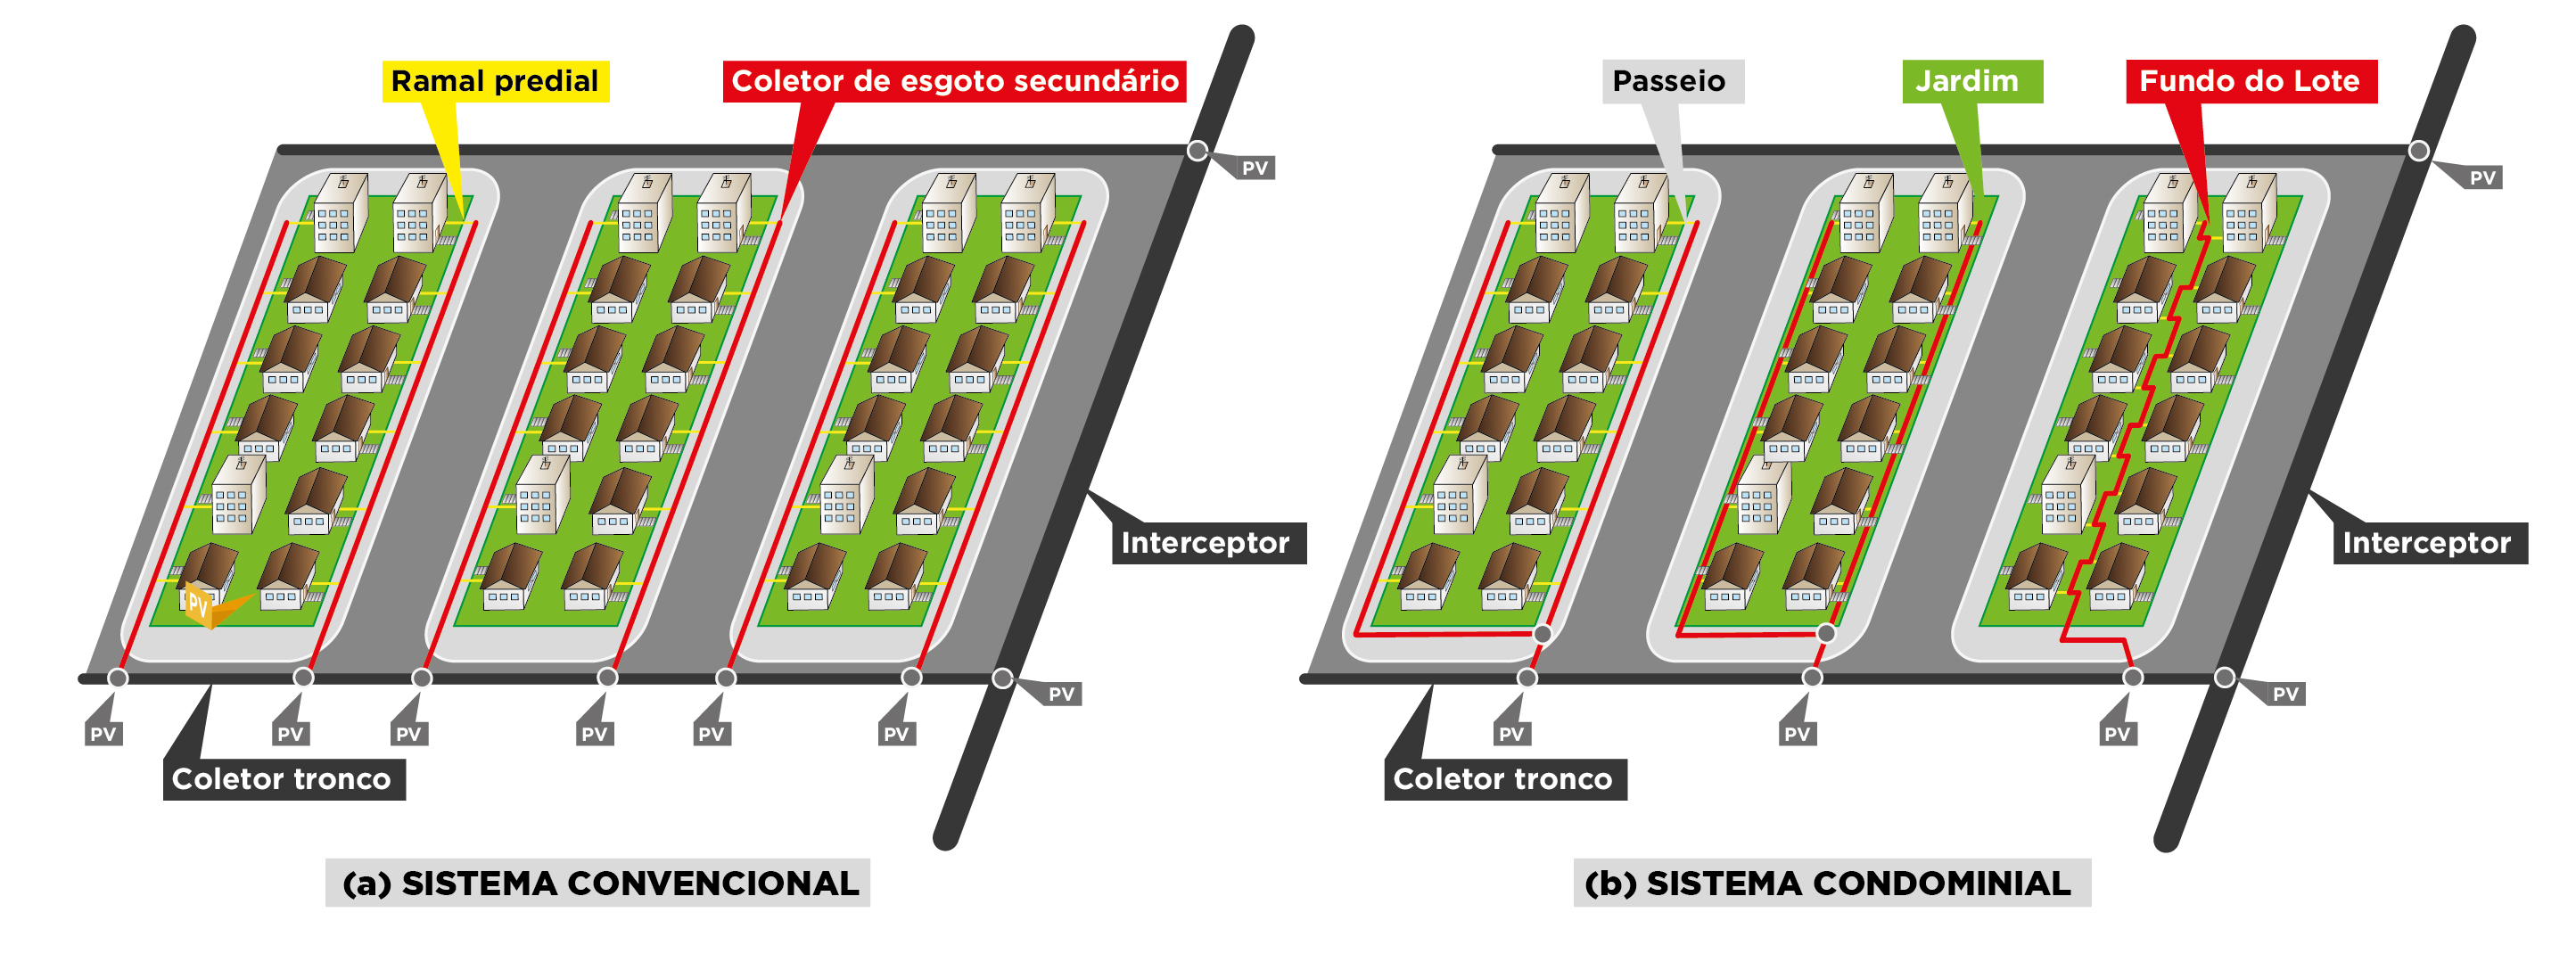 Ramal predial
Coletor de esgoto secundário
Passeio
Jardim
Fundo do Lote
PV
PV
Interceptor
Interceptor
PV
PV
PV
PV
PV
PV
PV
PV
PV
PV
PV
PV
PV
Coletor tronco
Coletor tronco
(a) SISTEMA CONVENCIONAL
(b) SISTEMA CONDOMINIAL